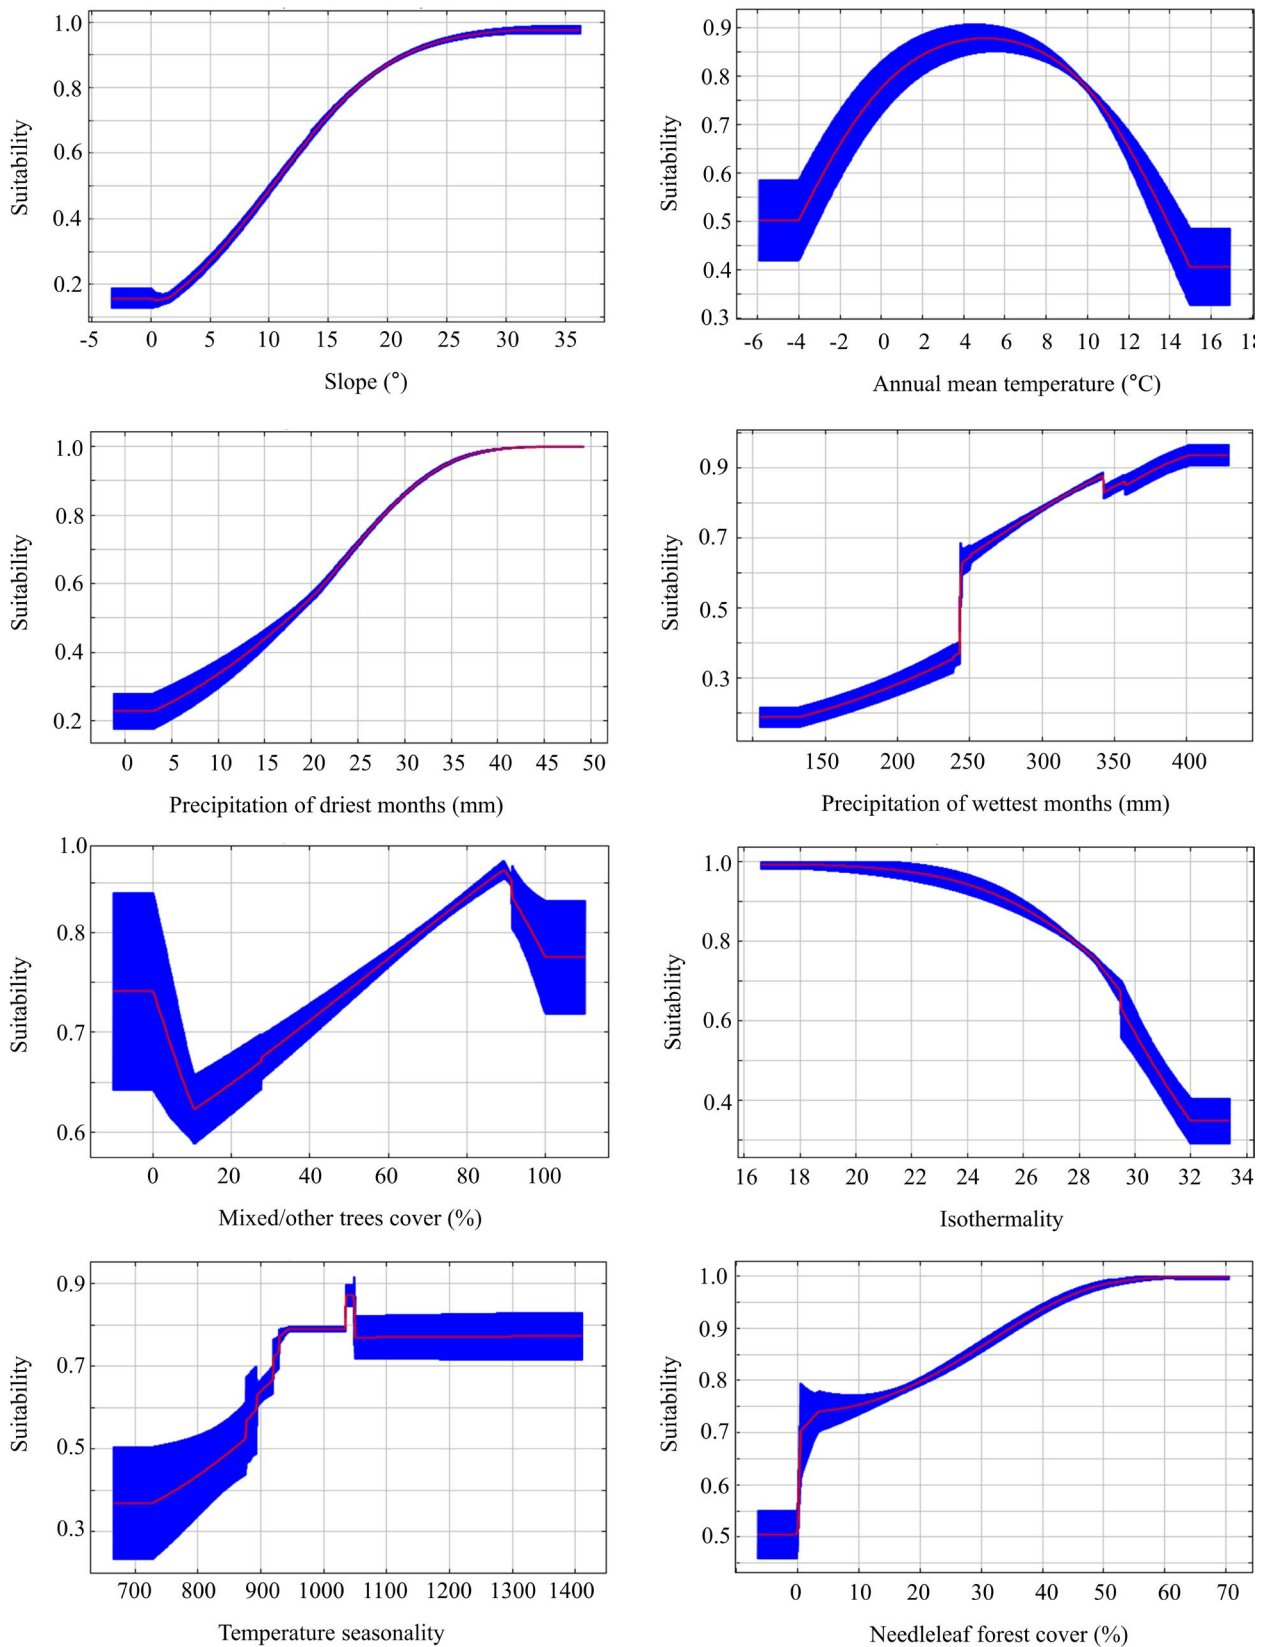 1.0
0.8
0.6
0.4
0.2
Suitability
-5 0 5 10 15 20 25 30 35
Slope (°)
0.9
0.8
0.7
0.6
0.5
0.4
0.3
Suitability
-6 -4 -2 0 2 4 6 8 10 12 14 16
Annual mean temperature (°C)
1.0
0.8
0.6
0.4
0.2
Suitability
0 5 10 15 20 25 30 35 40 45 50
Precipitation of driest months (mm)
0.9
0.7
0.5
0.3
Suitability
150 200 250 300 350 400
Precipitation of wettest months (mm)
1.0
0.8
0.7
0.6
Suitability
0 20 40 60 80 100
Mixed/other trees cover (%)
1.0
0.8
0.6
0.4
Suitability
16 18 20 22 24 26 28 30 32 34
Isothermality
0.9
0.7
0.5
0.3
Suitability
700 800 900 1000 1100 1200 1300 1400
Temperature seasonality
1.0
0.9
0.8
0.7
0.6
0.5
Suitability
0 10 20 30 40 50 60 70
Needleleaf forest cover (%)